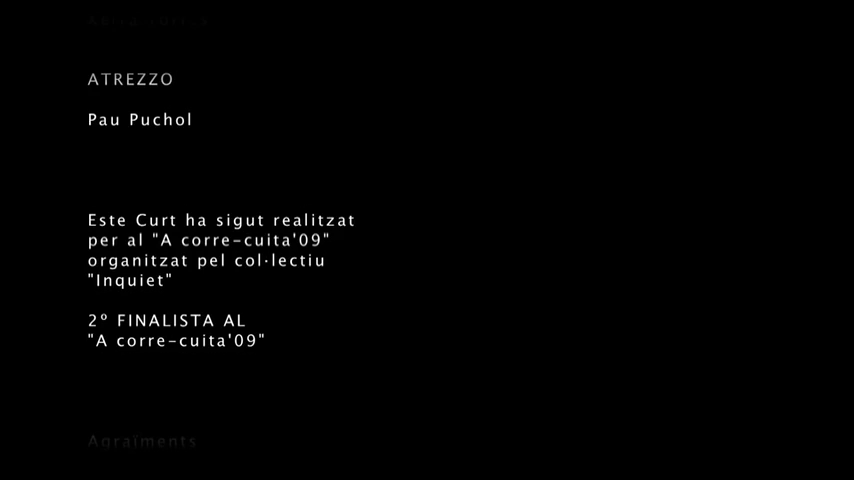 ATREZZO
Pau Puchol
Este Curt ha sigut realitzat
per al "A corre-cuita'09"
organitzat pel col·lectiu
"Inquiet"
2º FINALISTA AL
"A corre-cuita'09"
Agraïments